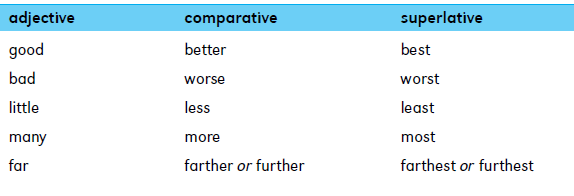 adjective comparative superlative
good better best
bad worse worst
little less least
many more most
far farther or further farthest or furthest